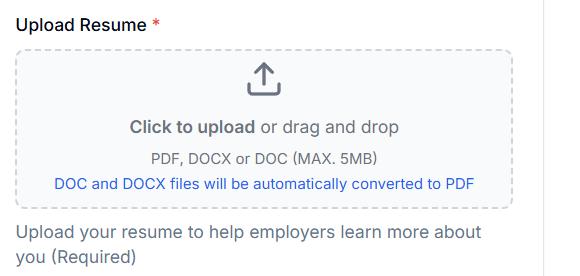 Upload Resume *
Click to upload or drag and drop
PDF, DOCX or DOC (MAX. 5MB)
DOC and DOCX files will be automatically converted to PDF
Upload your resume to help employers learn more about
you (Required)